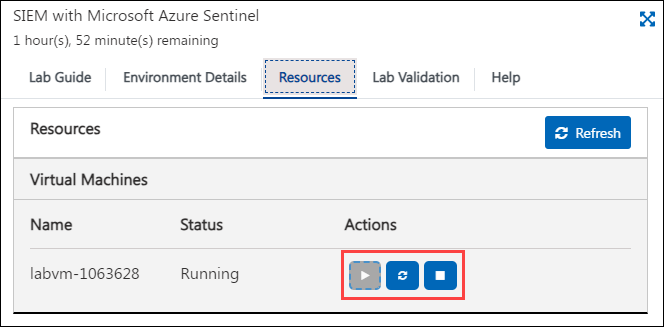 SIEM with Microsoft Azure Sentinel
1 hour(s), 52 minute(s) remaining
Lab Guide Environment Details Resources Lab Validation Help
Resources Refresh
Virtual Machines
Name Status Actions
labvm-1063628 Running